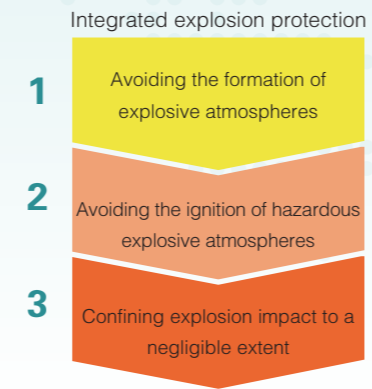 Integrated explosion protection
1
Avoiding the formation of
explosive atmospheres
2
Avoiding the ignition of hazardous
explosive atmospheres
3
Confining explosion impact to a
negligible extent